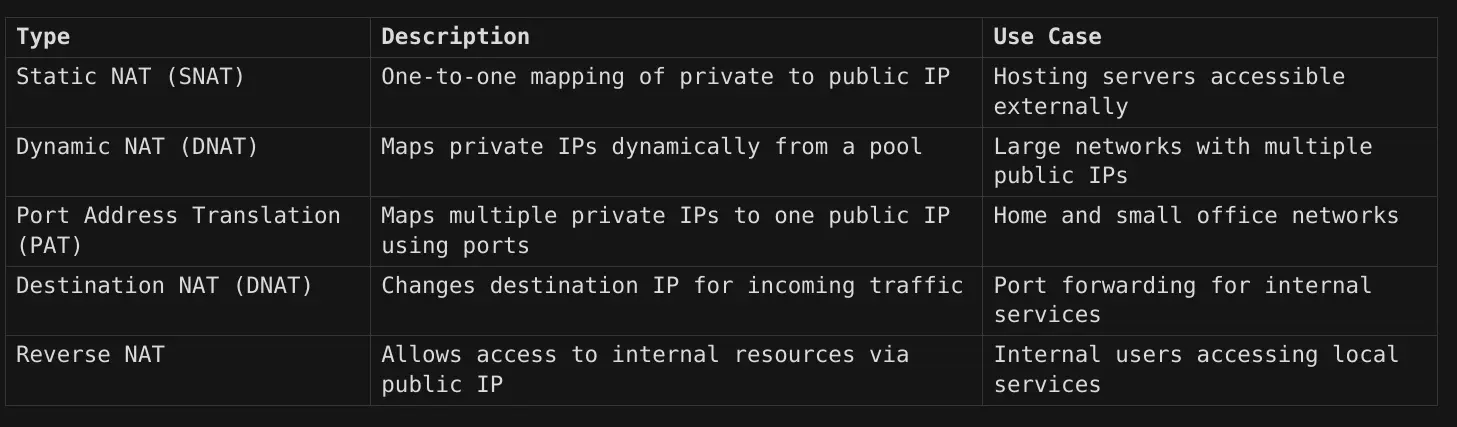 Type Description Use Case
Static NAT (SNAT) One-to-one mapping of private to public IP Hosting servers accessible
externally
Dynamic NAT (DNAT) Maps private IPs dynamically from a pool Large networks with multiple
public IPs
Port Address Translation Maps multiple private IPs to one public IP Home and small office networks
(PAT) using ports
Destination NAT (DNAT) Changes destination IP for incoming traffic Port forwarding for internal
services
Reverse NAT Allows access to internal resources via Internal users accessing local
public IP services